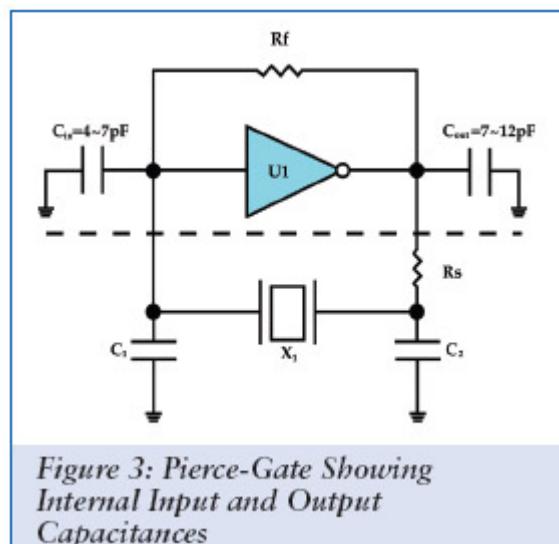 Rf
Cin=4~7pF
Cout=7~12pF
U1
Rs
C1
X1
C2
Figure 3: Pierce-Gate Showing
Internal Input and Output
Capacitances